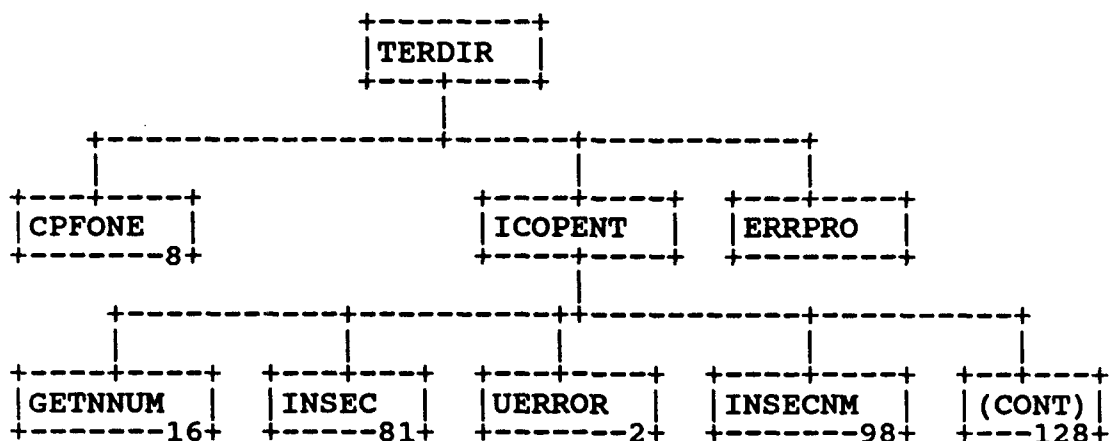 TERDIR
CPFONE ICOPENT ERRPRO
8
GETNNUM INSEC UERROR INSECNM (CONT)
16 81 2 98 128